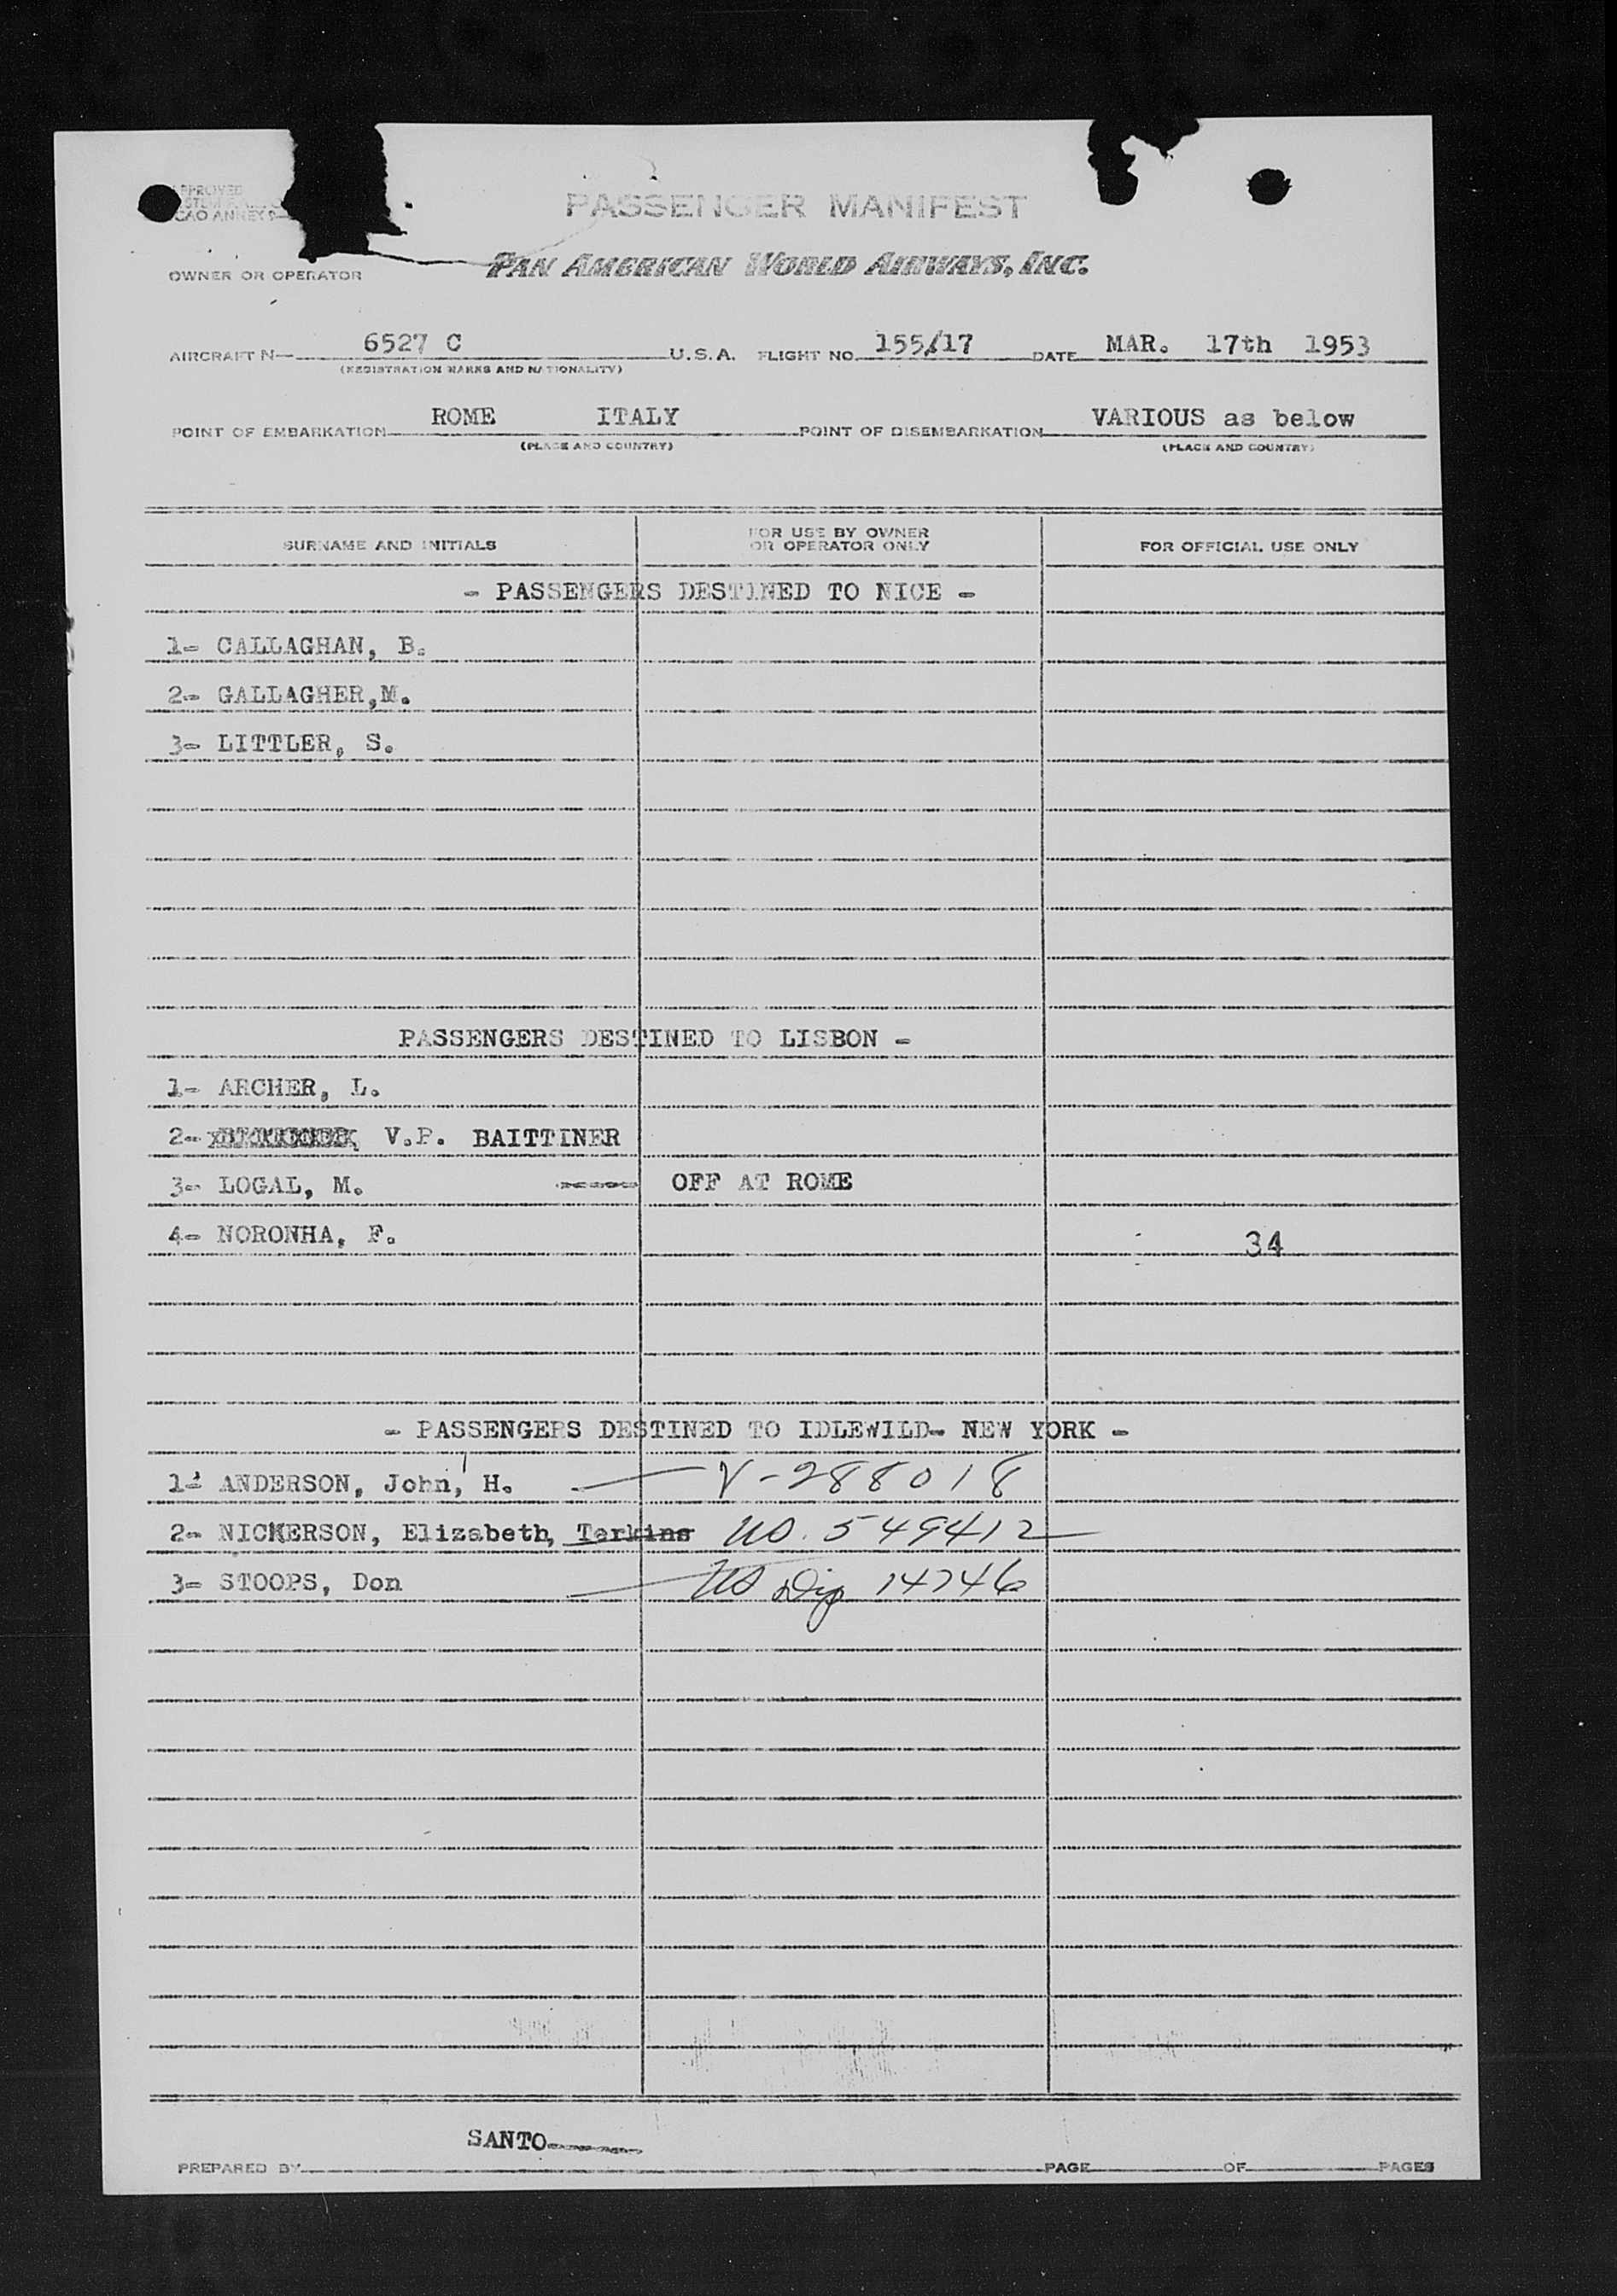 PPROVED
CAO ANNEX 9—
PASSENGER MANIFEST
OWNER OR OPERATOR PAN AMERICAN WORLD AIRWAYS, INC.
AIRCRAFT N— 6527 C U.S.A. FLIGHT NO. 155/17 DATE MAR. 17th 1953
(REGISTRATION MARKS AND NATIONALITY)
POINT OF EMBARKATION ROME ITALY POINT OF DISEMBARKATION VARIOUS as below
(PLACE AND COUNTRY) (PLACE AND COUNTRY)
SURNAME AND INITIALS FOR USE BY OWNER OR OPERATOR ONLY FOR OFFICIAL USE ONLY
- PASSENGERS DESTINED TO NICE -
1- CALLAGHAN, B.
2- GALLAGHER,M.
3- LITTLER, S.
PASSENGERS DESTINED TO LISBON -
1- ARCHER, L.
2- V.P. BAITTINER
3- LOGAL, M. ----- OFF AT ROME
4- NORONHA, F. 34
- PASSENGERS DESTINED TO IDLEWILD- NEW YORK -
1- ANDERSON, John, H. — V-288018
2- NICKERSON, Elizabeth, Terkins US. 549412
3- STOOPS, Don — US Dip 14746
SANTO
PREPARED BY PAGE OF PAGES